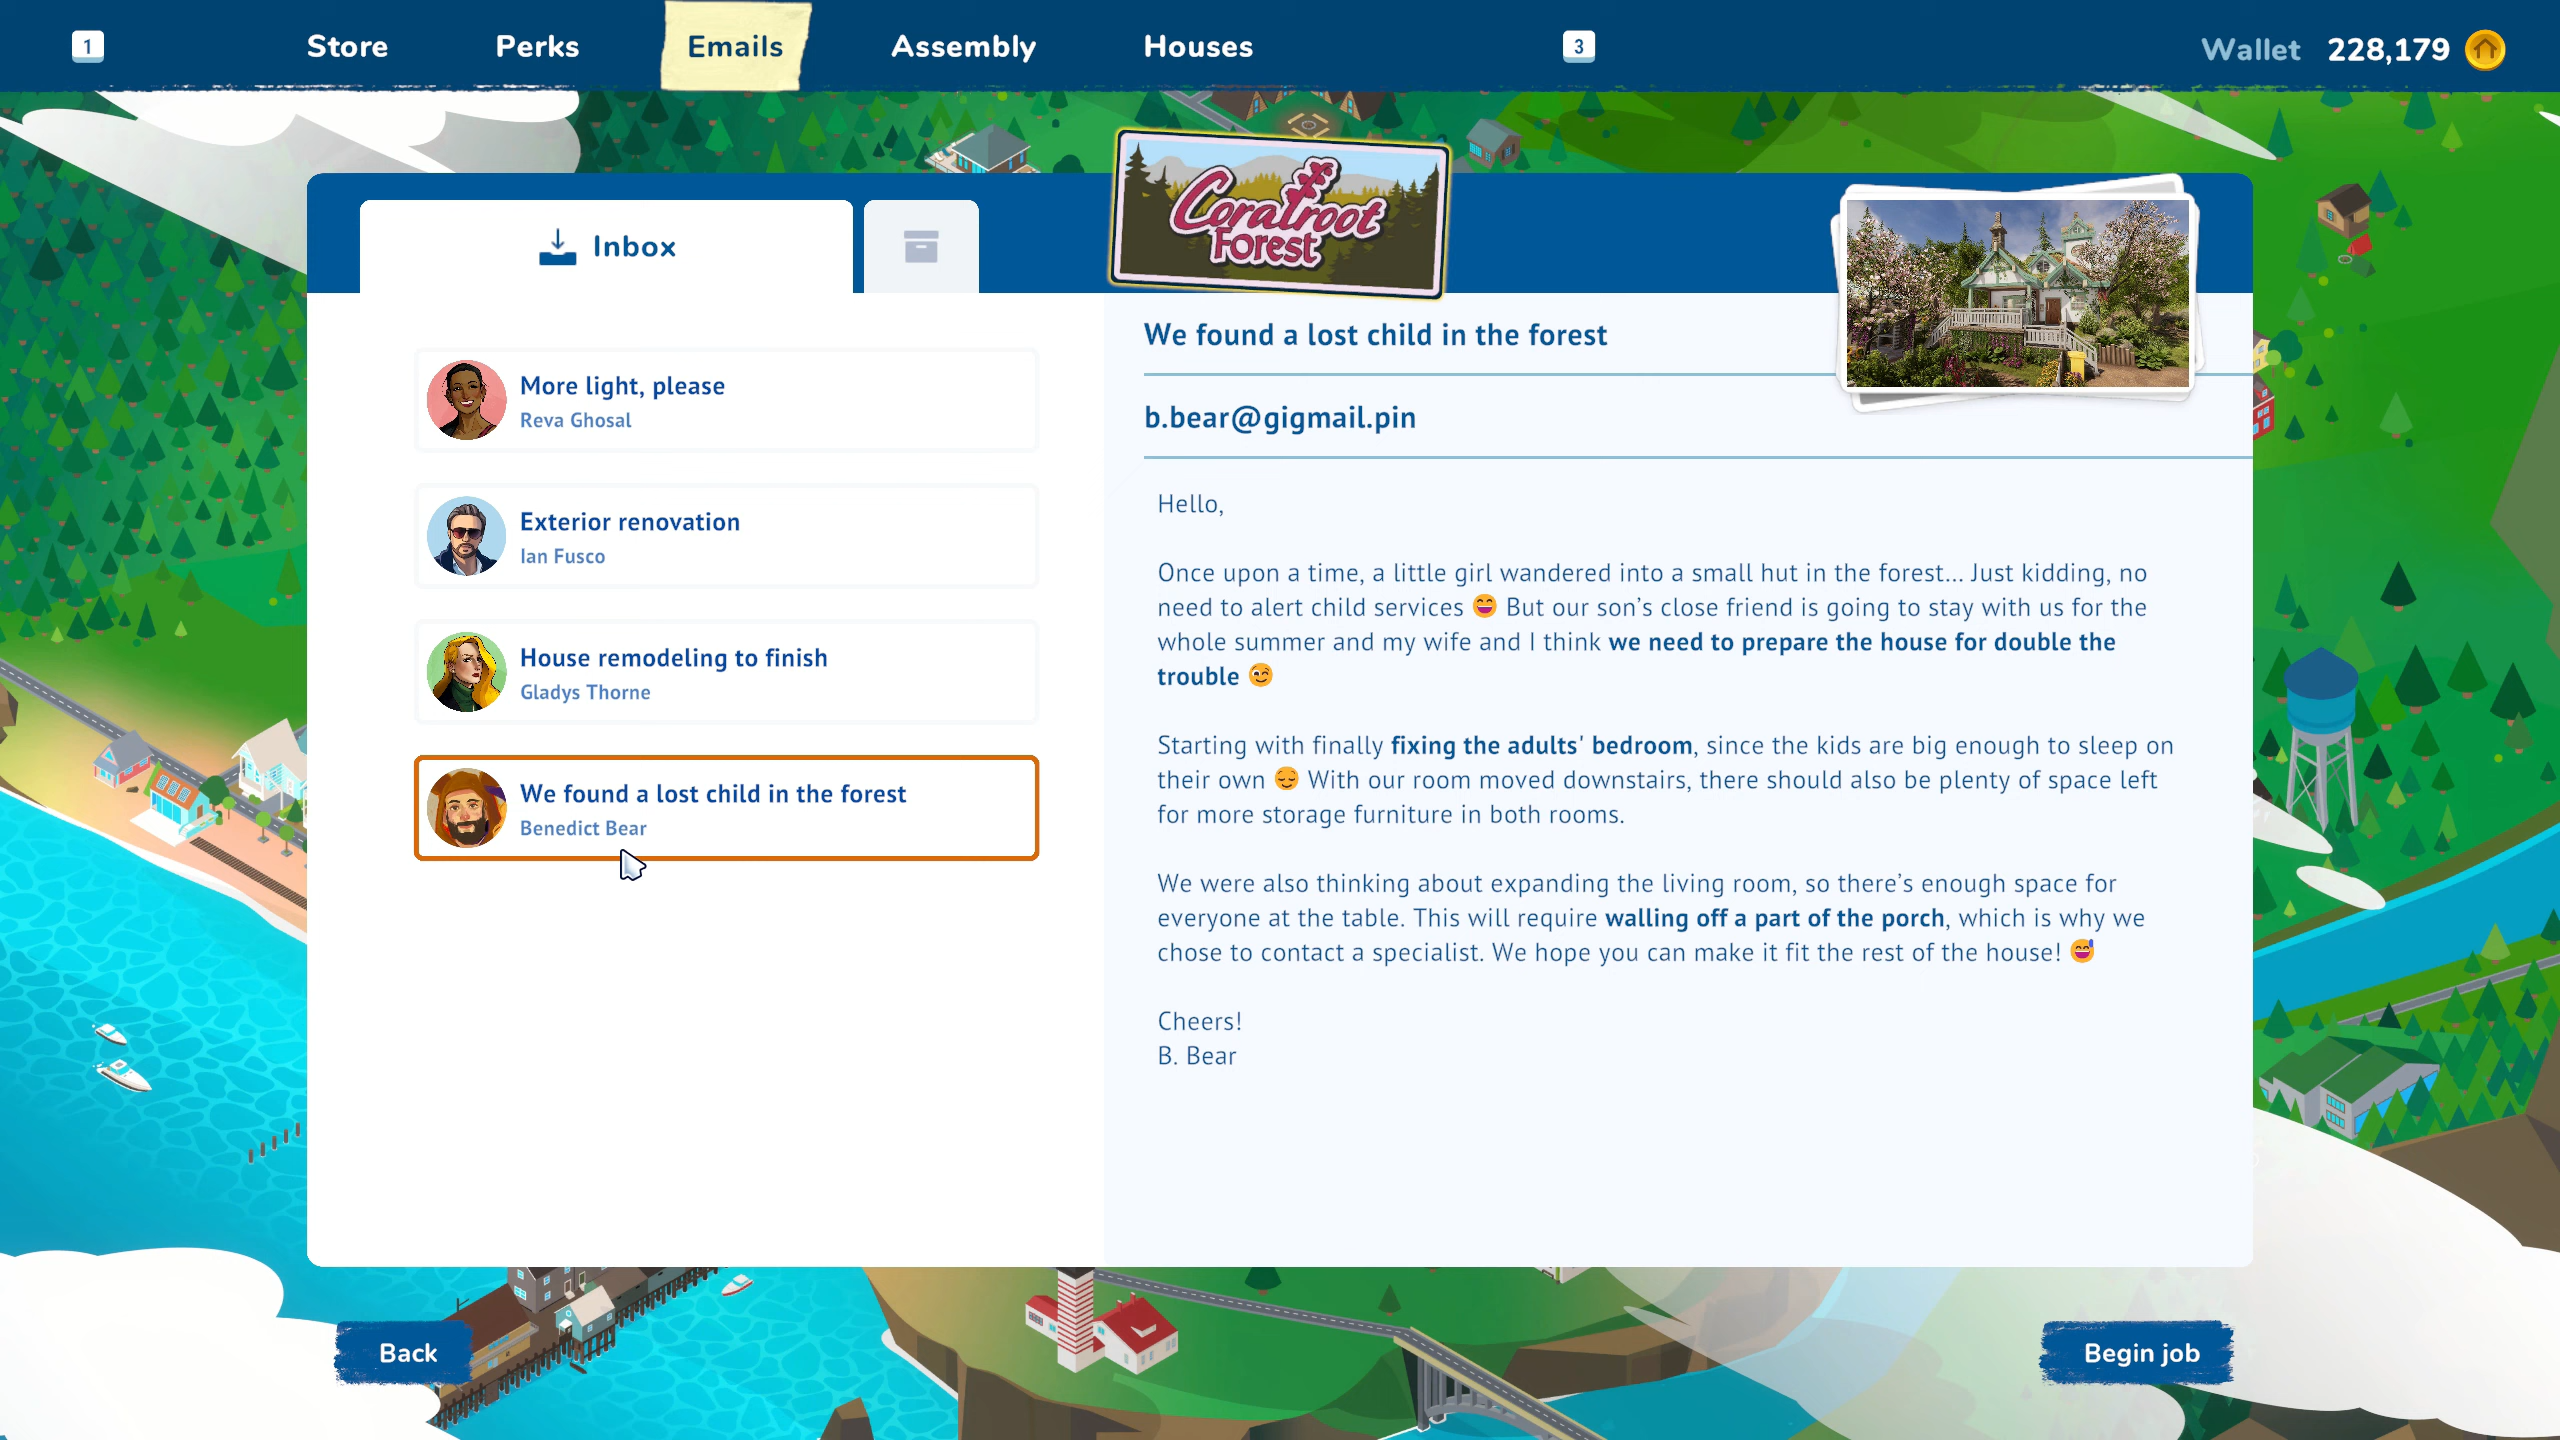 1
Store
Perks
Emails
Assembly
Houses
3
Wallet 228,179
Inbox
Coralroot
Forest
More light, please
Reva Ghosal
Exterior renovation
Ian Fusco
House remodeling to finish
Gladys Thorne
We found a lost child in the forest
Benedict Bear
We found a lost child in the forest
b.bear@gigmail.pin
Hello,
Once upon a time, a little girl wandered into a small hut in the forest... Just kidding, no
need to alert child services 😄 But our son's close friend is going to stay with us for the
whole summer and my wife and I think we need to prepare the house for double the
trouble 😉
Starting with finally fixing the adults' bedroom, since the kids are big enough to sleep on
their own 😌 With our room moved downstairs, there should also be plenty of space left
for more storage furniture in both rooms.
We were also thinking about expanding the living room, so there's enough space for
everyone at the table. This will require walling off a part of the porch, which is why we
chose to contact a specialist. We hope you can make it fit the rest of the house! 😅
Cheers!
B. Bear
Back
Begin job